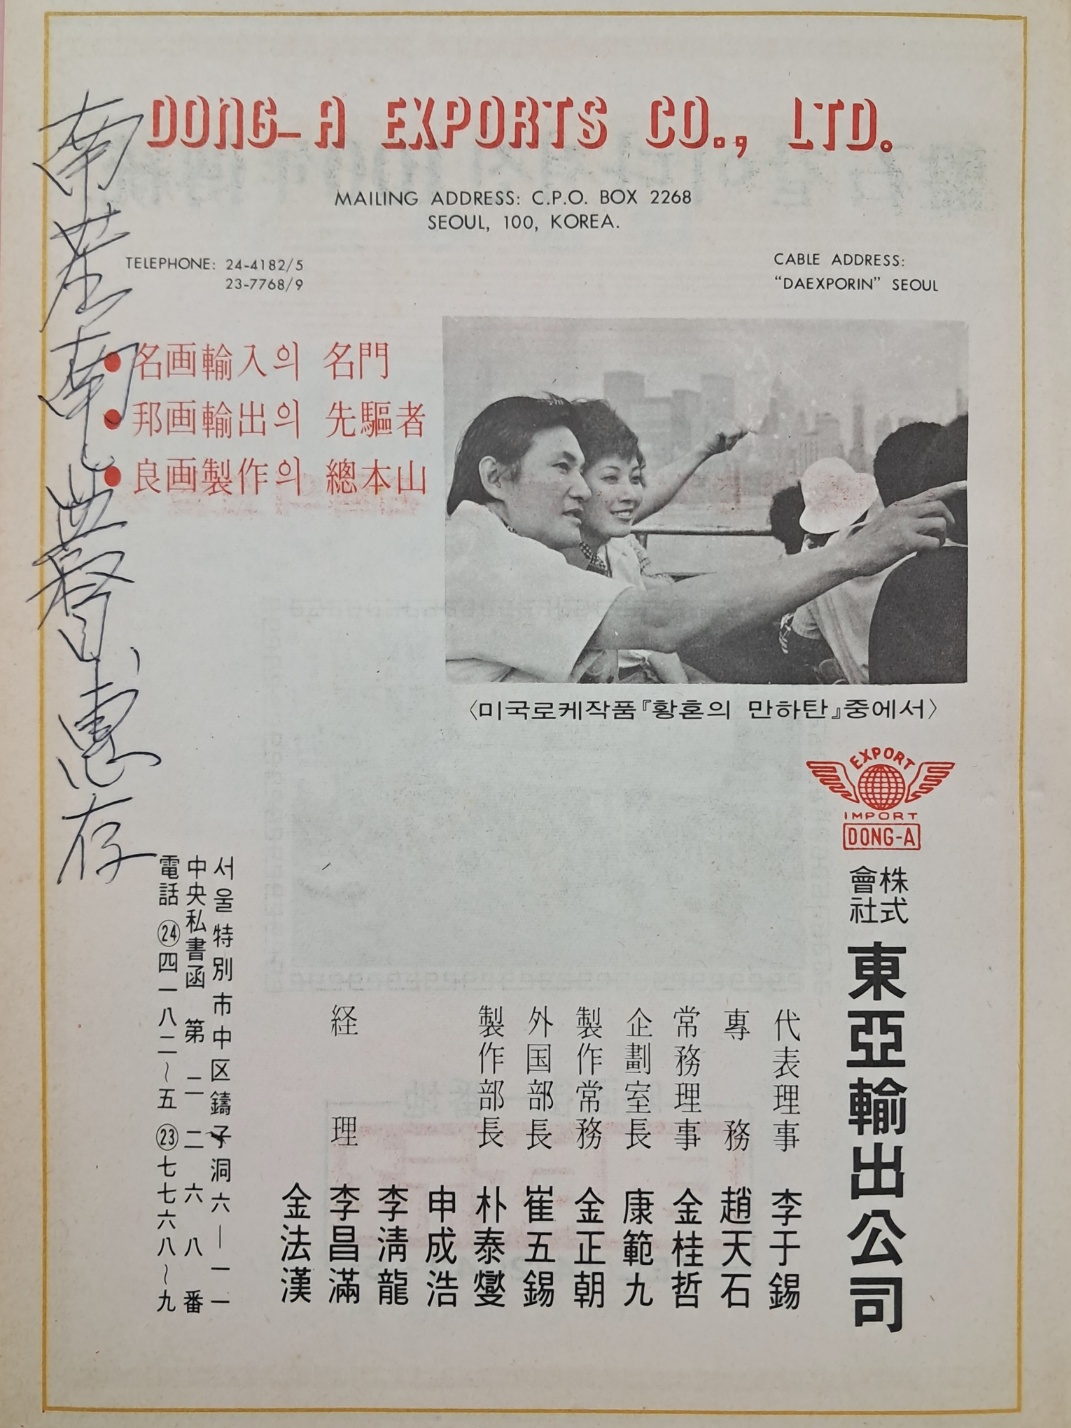 DONG-A EXPORTS CO., LTD.
MAILING ADDRESS: C.P.O. BOX 2268
SEOUL, 100, KOREA.
TELEPHONE: 24-4182/5
23-7768/9
CABLE ADDRESS:
"DAEXPORIN" SEOUL
● 名画輸入의 名門
● 邦画輸出의 先驅者
● 良画製作의 總本山
〈미국로케작품『황혼의 만하탄』중에서〉
EXPORT
IMPORT
DONG-A
株式會社
東亞輸出公司
代表理事 李于錫
專務 趙天石
常務理事 金桂哲
企劃室長 康範九
製作常務 金正朝
外国部長 崔五錫
製作部長 朴泰燮
申成浩
李淸龍
経理 李昌滿
金法漢
서울特別市中区鑄子洞六—一一
中央私書函 第二二六八番
電話 ㉔四一八二~五 ㉓七七六八~九
南
南
督 惠存